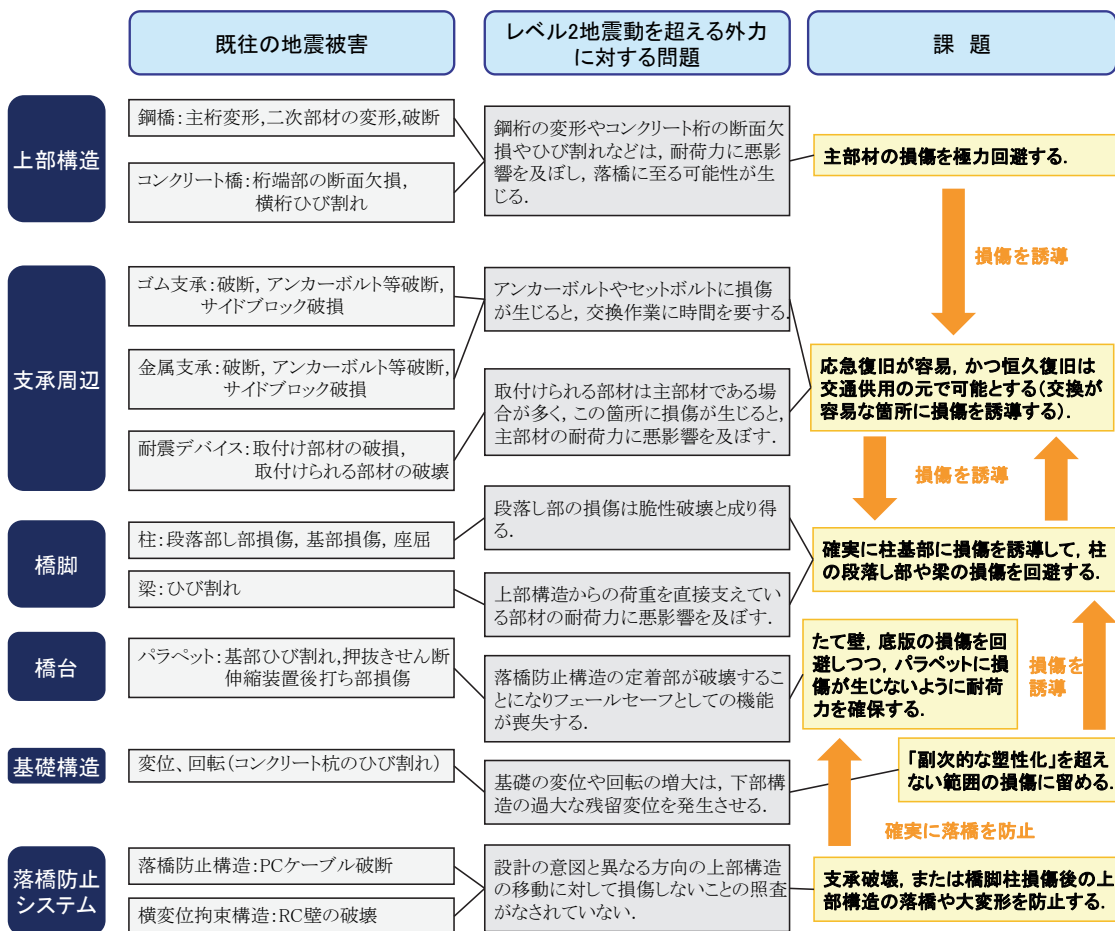 既往の地震被害
レベル2地震動を超える外力
に対する問題
課 題
上部構造
鋼橋:主桁変形,二次部材の変形,破断
コンクリート橋:桁端部の断面欠損,
横桁ひび割れ
鋼桁の変形やコンクリート桁の断面欠
損やひび割れなどは, 耐荷力に悪影
響を及ぼし, 落橋に至る可能性が生
じる.
主部材の損傷を極力回避する.
損傷を誘導
支承周辺
ゴム支承:破断, アンカーボルト等破断,
サイドブロック破損
金属支承:破断, アンカーボルト等破断,
サイドブロック破損
耐震デバイス:取付け部材の破損,
取付けられる部材の破壊
アンカーボルトやセットボルトに損傷
が生じると, 交換作業に時間を要する.
取付けられる部材は主部材である場
合が多く, この箇所に損傷が生じると,
主部材の耐荷力に悪影響を及ぼす.
応急復旧が容易, かつ恒久復旧は
交通供用の元で可能とする(交換が
容易な箇所に損傷を誘導する).
損傷を誘導
橋脚
柱:段落部し部損傷, 基部損傷, 座屈
梁:ひび割れ
段落し部の損傷は脆性破壊と成り得
る.
上部構造からの荷重を直接支えてい
る部材の耐荷力に悪影響を及ぼす.
確実に柱基部に損傷を誘導して, 柱
の段落し部や梁の損傷を回避する.
橋台
パラペット:基部ひび割れ,押抜きせん断
伸縮装置後打ち部損傷
落橋防止構造の定着部が破壊するこ
とになりフェールセーフとしての機能
が喪失する.
たて壁, 底版の損傷を回
避しつつ, パラペットに損
傷が生じないように耐荷
力を確保する.
損傷を
誘導
基礎構造
変位、回転(コンクリート杭のひび割れ)
基礎の変位や回転の増大は, 下部構
造の過大な残留変位を発生させる.
「副次的な塑性化」を超え
ない範囲の損傷に留める.
確実に落橋を防止
落橋防止
システム
落橋防止構造:PCケーブル破断
横変位拘束構造:RC壁の破壊
設計の意図と異なる方向の上部構造
の移動に対して損傷しないことの照査
がなされていない.
支承破壊, または橋脚柱損傷後の上
部構造の落橋や大変形を防止する.